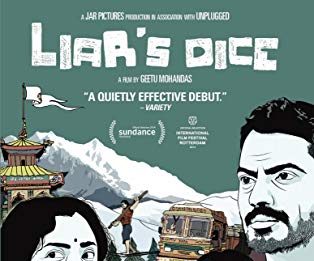 A JAR PICTURES PRODUCTION IN ASSOCIATION WITH UNPLUGGED
LIAR'S DICE
A FILM BY GEETU MOHANDAS
"A QUIETLY EFFECTIVE DEBUT."
– VARIETY
sundance
INTERNATIONAL
FILM FESTIVAL
ROTTERDAM